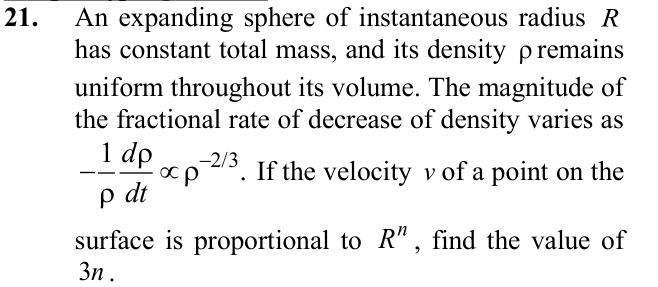 21. An expanding sphere of instantaneous radius R
has constant total mass, and its density ρ remains
uniform throughout its volume. The magnitude of
the fractional rate of decrease of density varies as
−(1/ρ)(dρ/dt) ∝ ρ^(−2/3). If the velocity v of a point on the
surface is proportional to Rⁿ, find the value of
3n.